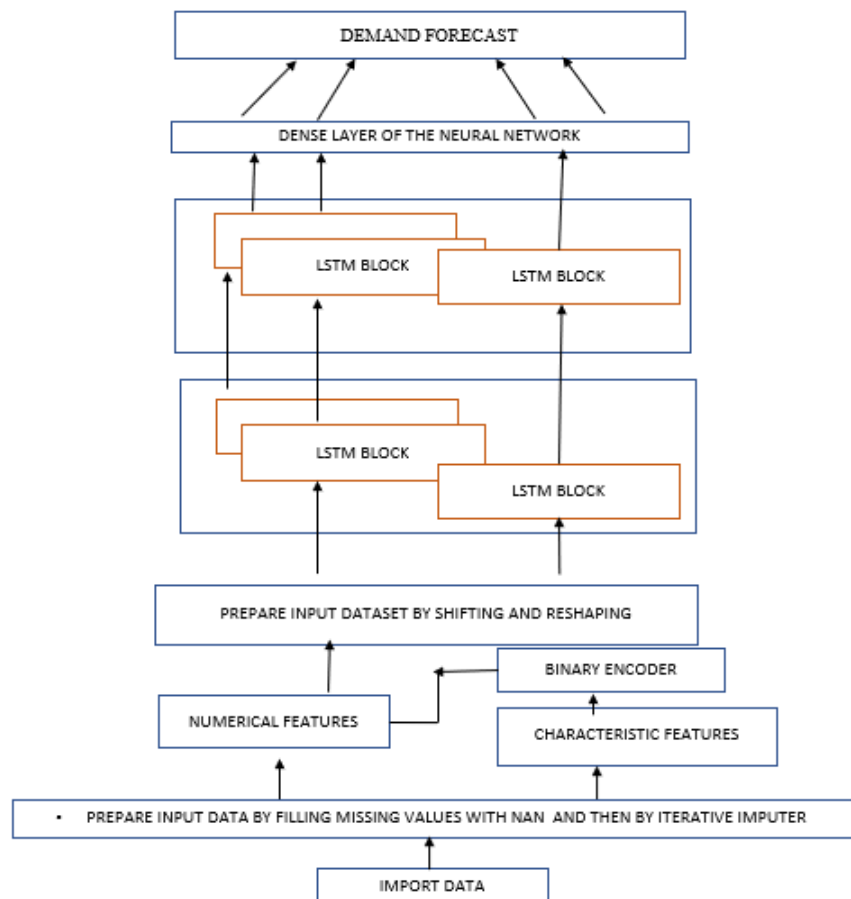 DEMAND FORECAST
DENSE LAYER OF THE NEURAL NETWORK
LSTM BLOCK
LSTM BLOCK
LSTM BLOCK
LSTM BLOCK
PREPARE INPUT DATASET BY SHIFTING AND RESHAPING
BINARY ENCODER
NUMERICAL FEATURES
CHARACTERISTIC FEATURES
• PREPARE INPUT DATA BY FILLING MISSING VALUES WITH NAN AND THEN BY ITERATIVE IMPUTER
IMPORT DATA